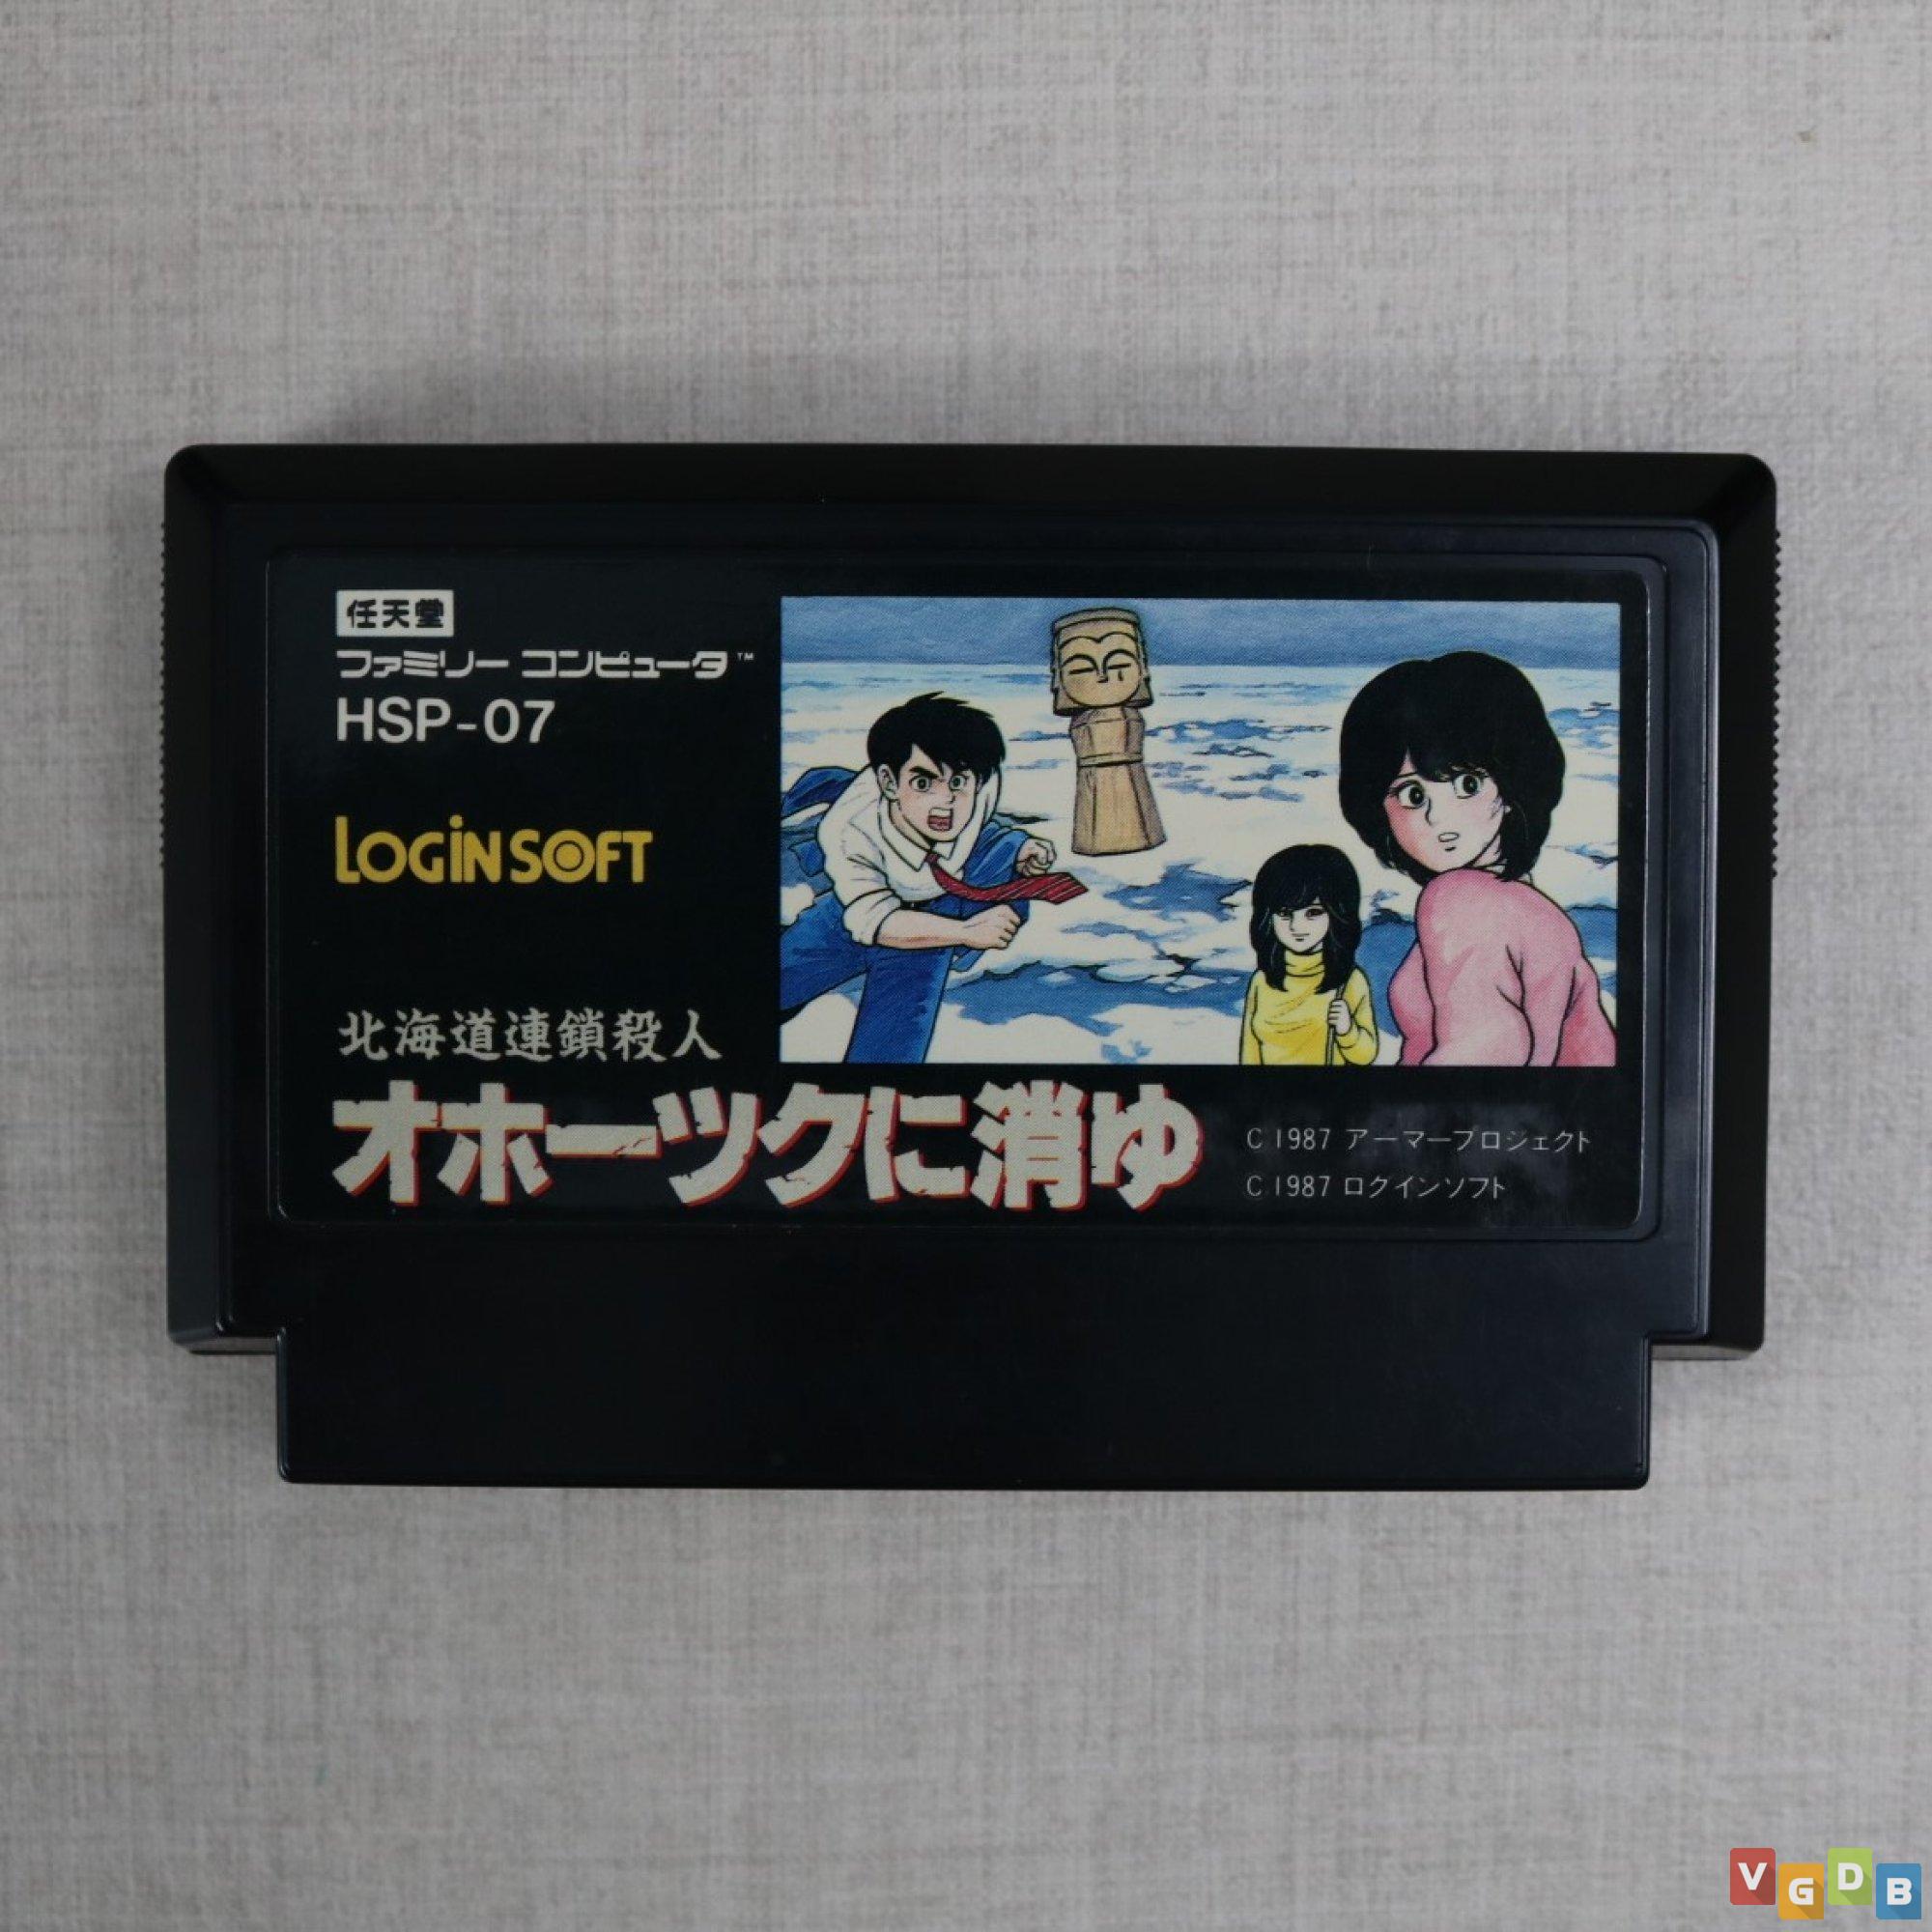 任天堂
ファミリー コンピュータ™
HSP-07
LOGiN SOFT
北海道連鎖殺人
オホーツクに消ゆ
C 1987 アーマープロジェクト
C 1987 ログインソフト
VGDB